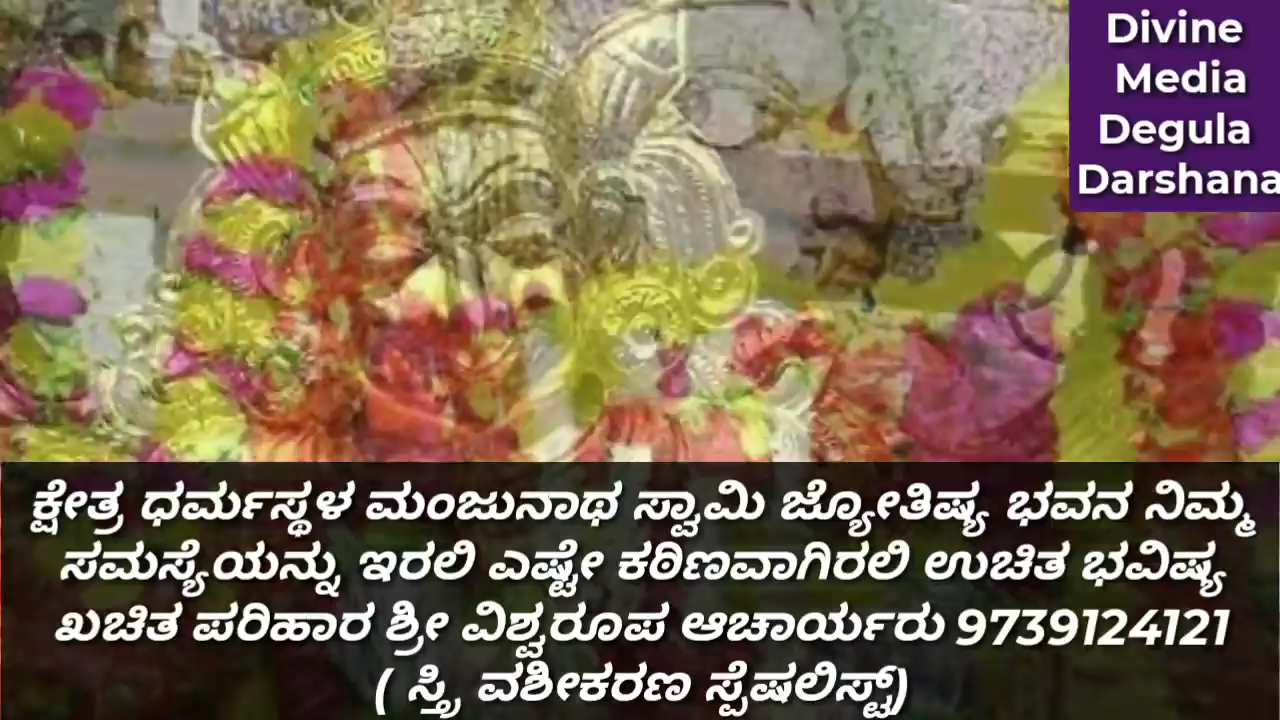 Divine
Media
Degula
Darshana
ಕ್ಷೇತ್ರ ಧರ್ಮಸ್ಥಳ ಮಂಜುನಾಥ ಸ್ವಾಮಿ ಜ್ಯೋತಿಷ್ಯ ಭವನ ನಿಮ್ಮ
ಸಮಸ್ಯೆಯನ್ನು ಇರಲಿ ಎಷ್ಟೇ ಕಠಿಣವಾಗಿರಲಿ ಉಚಿತ ಭವಿಷ್ಯ
ಖಚಿತ ಪರಿಹಾರ ಶ್ರೀ ವಿಶ್ವರೂಪ ಆಚಾರ್ಯರು 9739124121
( ಸ್ತ್ರಿ ವಶೀಕರಣ ಸ್ಪೆಷಲಿಸ್ಟ್)